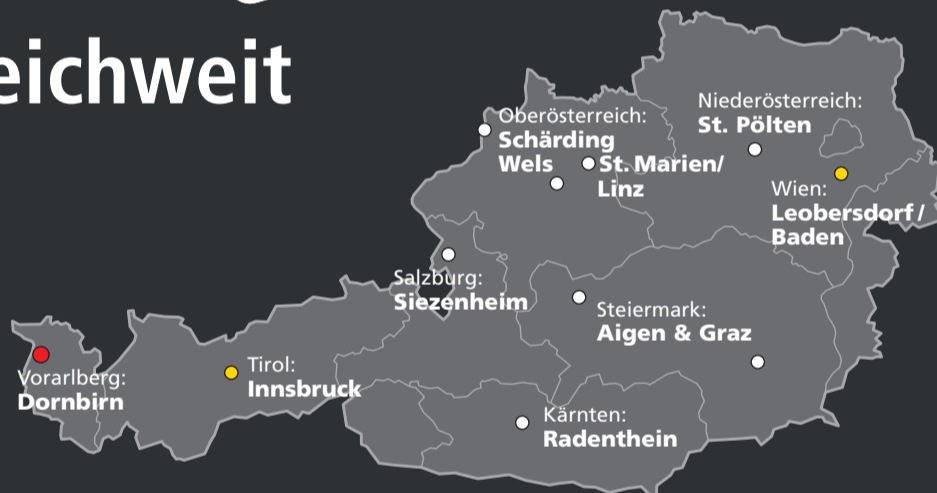 eichweit
Oberösterreich:
Schärding
Wels
St. Marien/
Linz
Niederösterreich:
St. Pölten
Wien:
Leobersdorf /
Baden
Salzburg:
Siezenheim
Steiermark:
Aigen & Graz
Vorarlberg:
Dornbirn
Tirol:
Innsbruck
Kärnten:
Radenthein